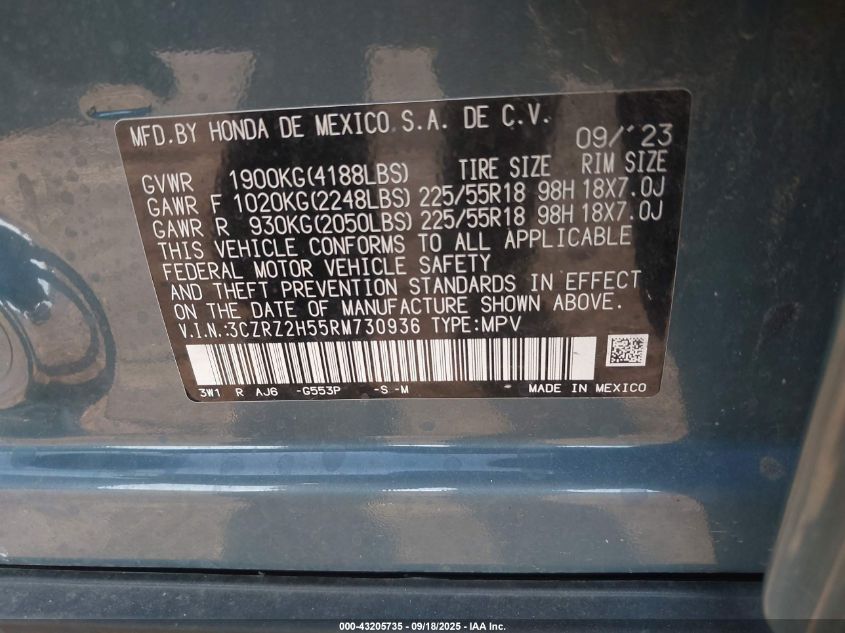 MFD.BY HONDA DE MEXICO S.A. DE C.V. 09/'23
GVWR 1900KG(4188LBS) TIRE SIZE RIM SIZE
GAWR F 1020KG(2248LBS) 225/55R18 98H 18X7.0J
GAWR R 930KG(2050LBS) 225/55R18 98H 18X7.0J
THIS VEHICLE CONFORMS TO ALL APPLICABLE
FEDERAL MOTOR VEHICLE SAFETY
AND THEFT PREVENTION STANDARDS IN EFFECT
ON THE DATE OF MANUFACTURE SHOWN ABOVE.
V.I.N.:3CZRZ2H55RM730936 TYPE:MPV
3W1 R AJ6 -G553P -S -M MADE IN MEXICO
000-43205735 - 09/18/2025 - IAA Inc.